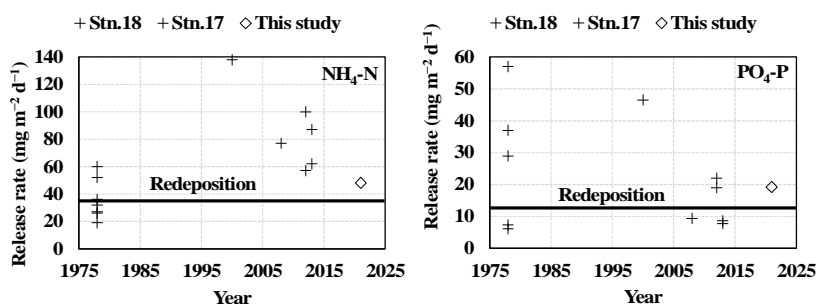 + Stn.18 + Stn.17 ◇ This study
NH₄-N
Release rate (mg m⁻² d⁻¹)
140
120
100
80
60
40
20
0
Redeposition
1975 1985 1995 2005 2015 2025
Year
+ Stn.18 + Stn.17 ◇ This study
PO₄-P
Release rate (mg m⁻² d⁻¹)
60
50
40
30
20
10
0
Redeposition
1975 1985 1995 2005 2015 2025
Year